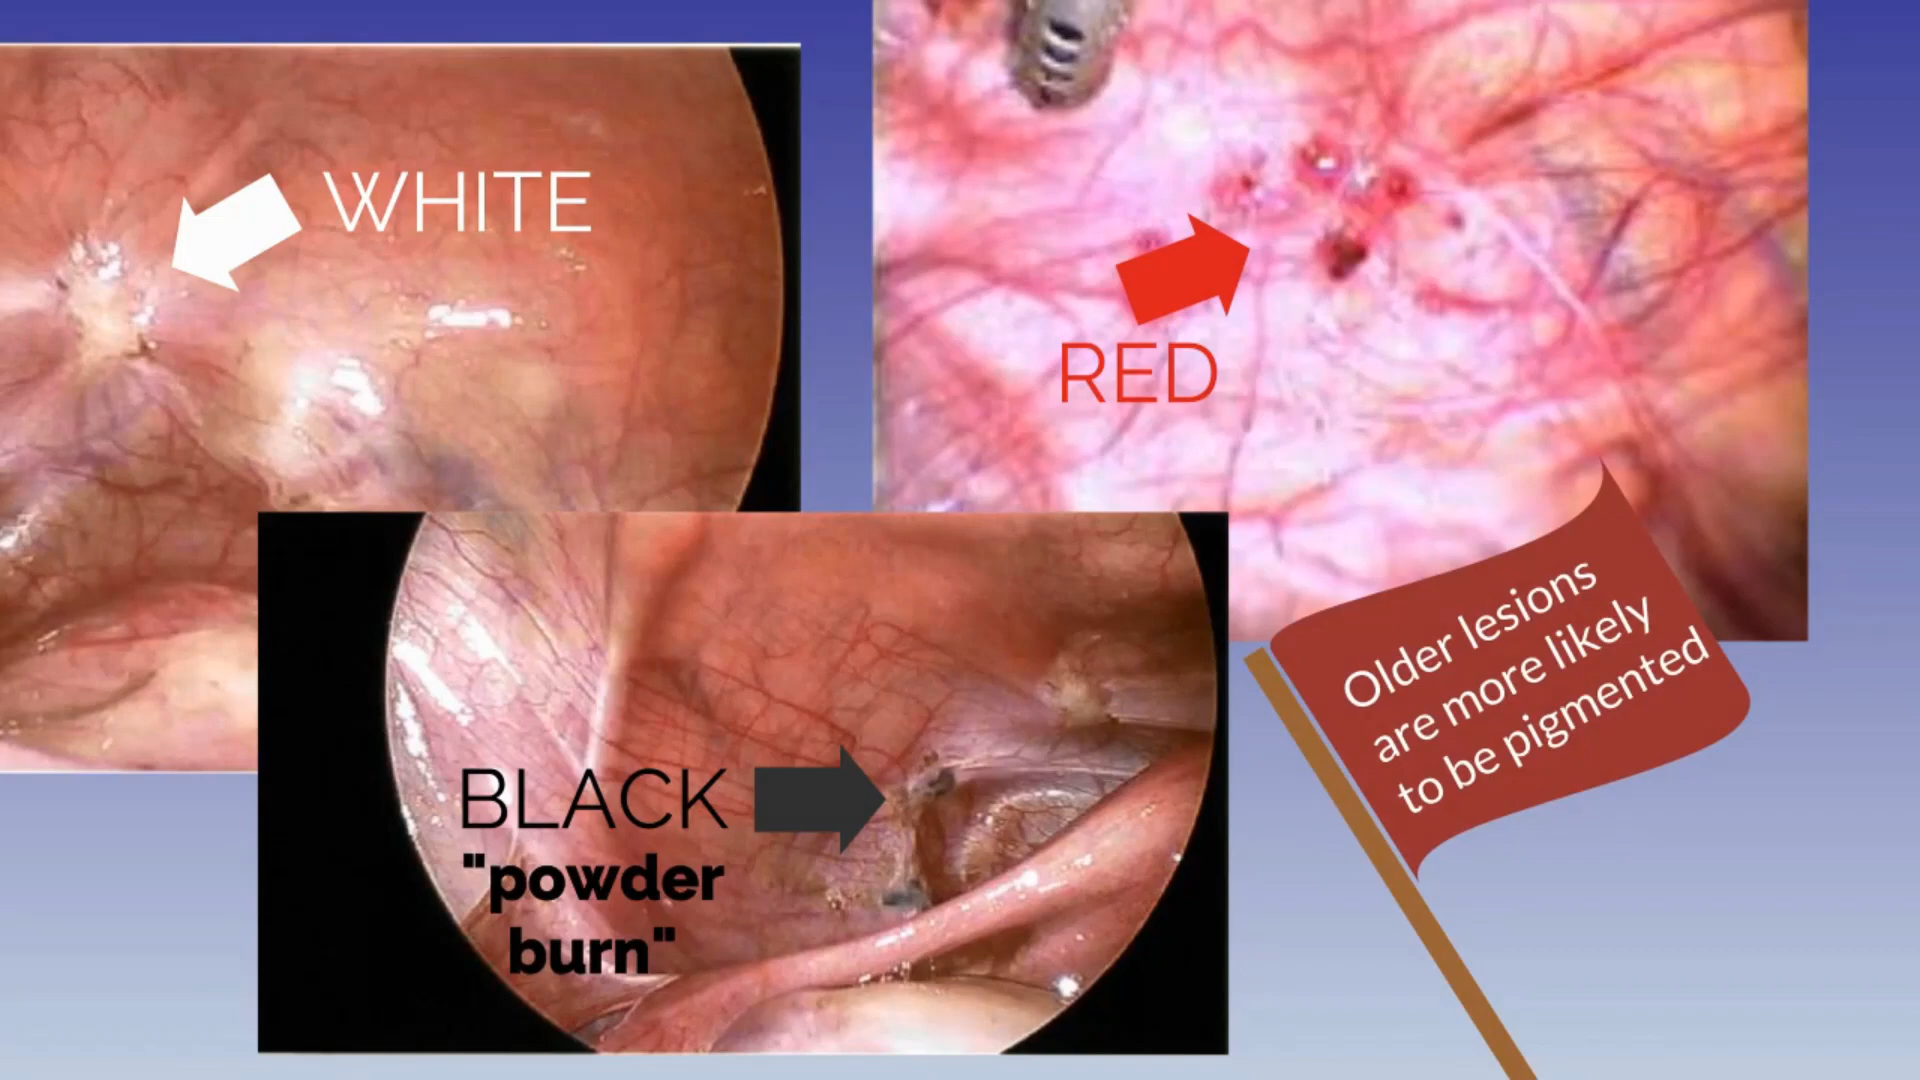 WHITE
RED
BLACK
"powder
burn"
Older lesions
are more likely
to be pigmented